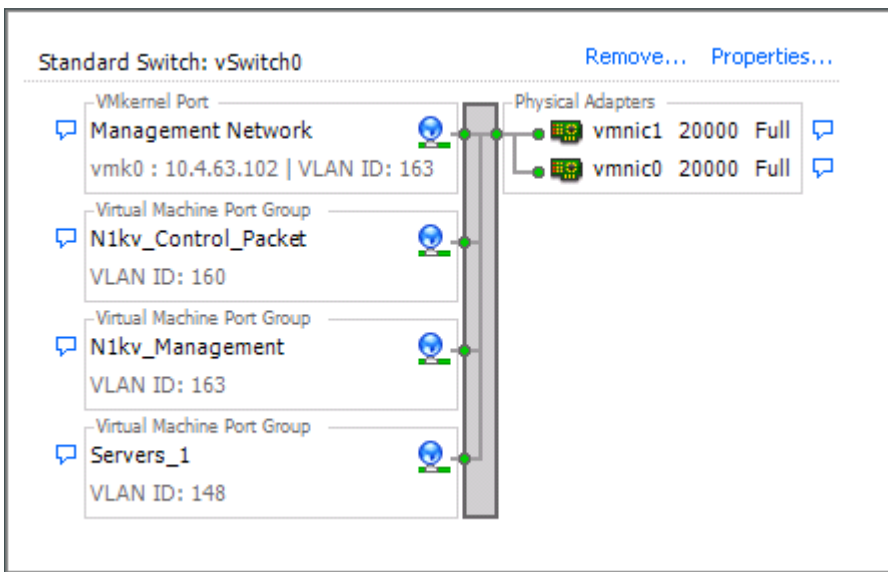 Standard Switch: vSwitch0 Remove... Properties...
VMkernel Port
Management Network
vmk0 : 10.4.63.102 | VLAN ID: 163
Physical Adapters
vmnic1 20000 Full
vmnic0 20000 Full
Virtual Machine Port Group
N1kv_Control_Packet
VLAN ID: 160
Virtual Machine Port Group
N1kv_Management
VLAN ID: 163
Virtual Machine Port Group
Servers_1
VLAN ID: 148